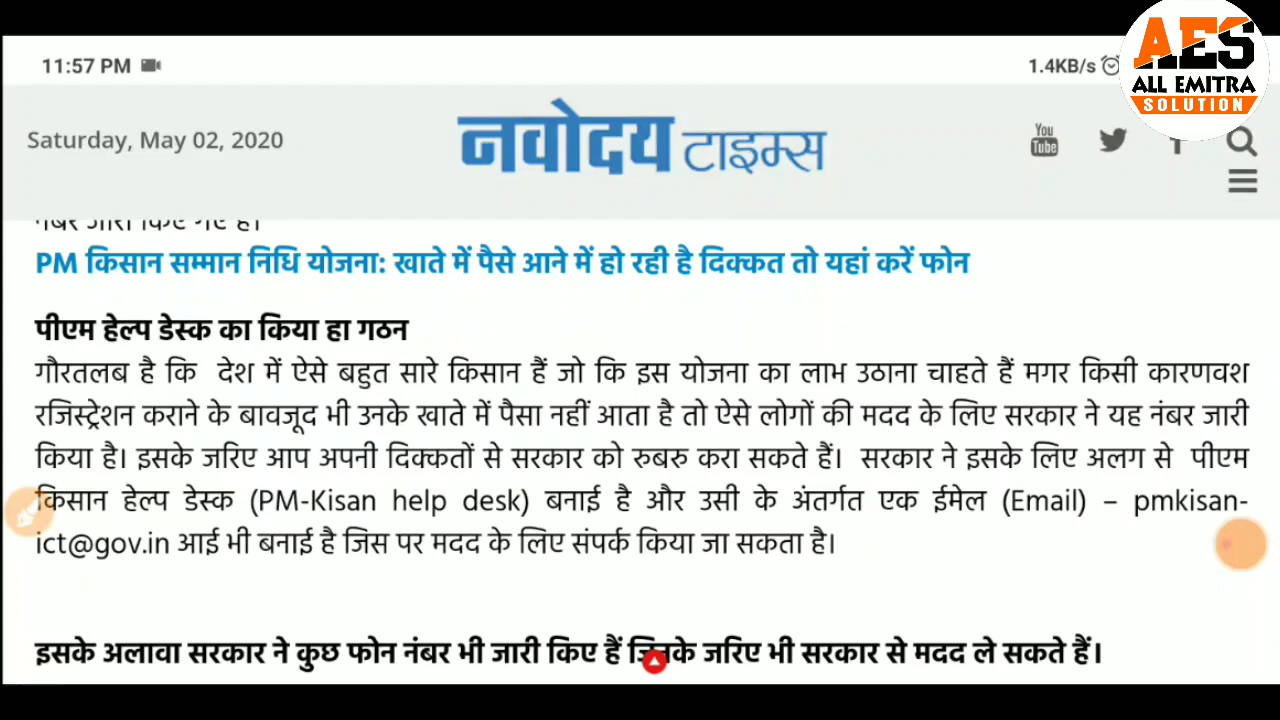 11:57 PM
1.4KB/s
AES
ALL EMITRA
SOLUTION
Saturday, May 02, 2020
नवोदय टाइम्स
You
Tube
नंबर जारी किए गए हैं।
PM किसान सम्मान निधि योजना: खाते में पैसे आने में हो रही है दिक्कत तो यहां करें फोन
पीएम हेल्प डेस्क का किया हा गठन
गौरतलब है कि देश में ऐसे बहुत सारे किसान हैं जो कि इस योजना का लाभ उठाना चाहते हैं मगर किसी कारणवश
रजिस्ट्रेशन कराने के बावजूद भी उनके खाते में पैसा नहीं आता है तो ऐसे लोगों की मदद के लिए सरकार ने यह नंबर जारी
किया है। इसके जरिए आप अपनी दिक्कतों से सरकार को रुबरु करा सकते हैं। सरकार ने इसके लिए अलग से पीएम
किसान हेल्प डेस्क (PM-Kisan help desk) बनाई है और उसी के अंतर्गत एक ईमेल (Email) – pmkisan-
ict@gov.in आई भी बनाई है जिस पर मदद के लिए संपर्क किया जा सकता है।
इसके अलावा सरकार ने कुछ फोन नंबर भी जारी किए हैं जिनके जरिए भी सरकार से मदद ले सकते हैं।